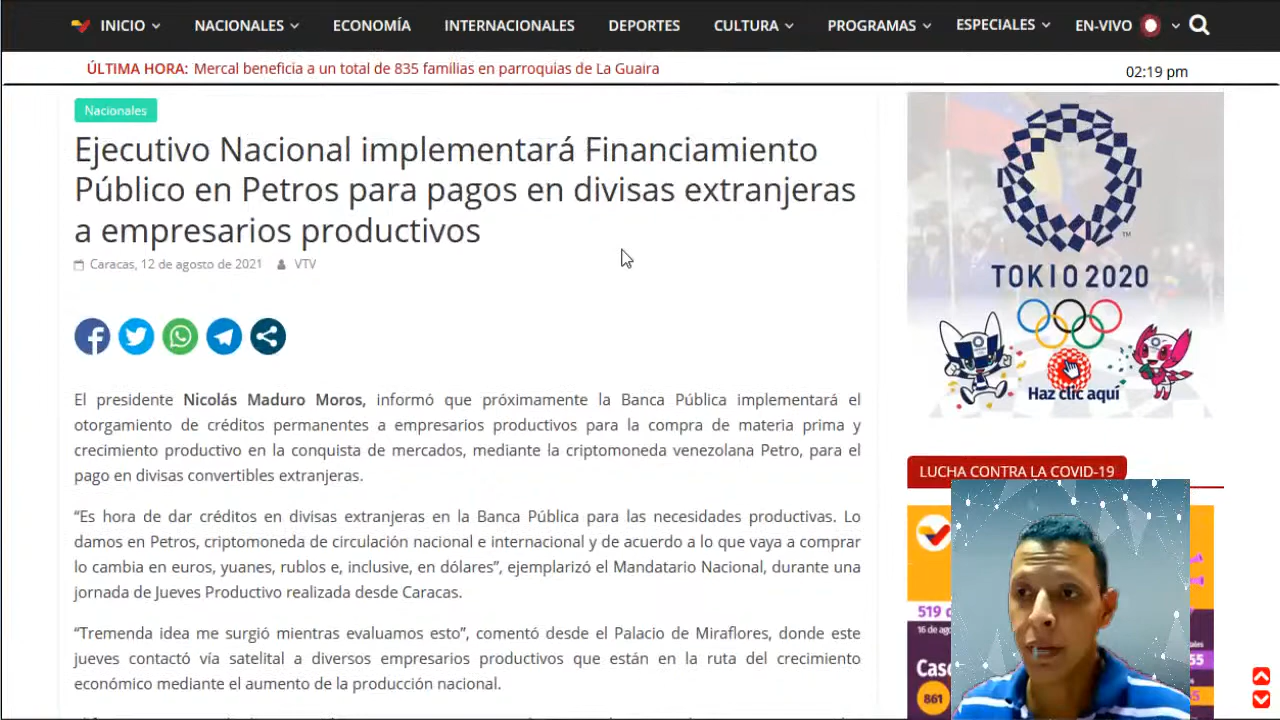 INICIO NACIONALES ECONOMÍA INTERNACIONALES DEPORTES CULTURA PROGRAMAS ESPECIALES EN-VIVO
ÚLTIMA HORA: Mercal beneficia a un total de 835 familias en parroquias de La Guaira
02:19 pm
Nacionales
Ejecutivo Nacional implementará Financiamiento
Público en Petros para pagos en divisas extranjeras
a empresarios productivos
Caracas, 12 de agosto de 2021 VTV
El presidente Nicolás Maduro Moros, informó que próximamente la Banca Pública implementará el
otorgamiento de créditos permanentes a empresarios productivos para la compra de materia prima y
crecimiento productivo en la conquista de mercados, mediante la criptomoneda venezolana Petro, para el
pago en divisas convertibles extranjeras.
“Es hora de dar créditos en divisas extranjeras en la Banca Pública para las necesidades productivas. Lo
damos en Petros, criptomoneda de circulación nacional e internacional y de acuerdo a lo que vaya a comprar
lo cambia en euros, yuanes, rublos e, inclusive, en dólares”, ejemplarizó el Mandatario Nacional, durante una
jornada de Jueves Productivo realizada desde Caracas.
“Tremenda idea me surgió mientras evaluamos esto”, comentó desde el Palacio de Miraflores, donde este
jueves contactó vía satelital a diversos empresarios productivos que están en la ruta del crecimiento
económico mediante el aumento de la producción nacional.
TM
TOKIO 2020
Haz clic aquí
LUCHA CONTRA LA COVID-19
519
16 de
Caso
861
55